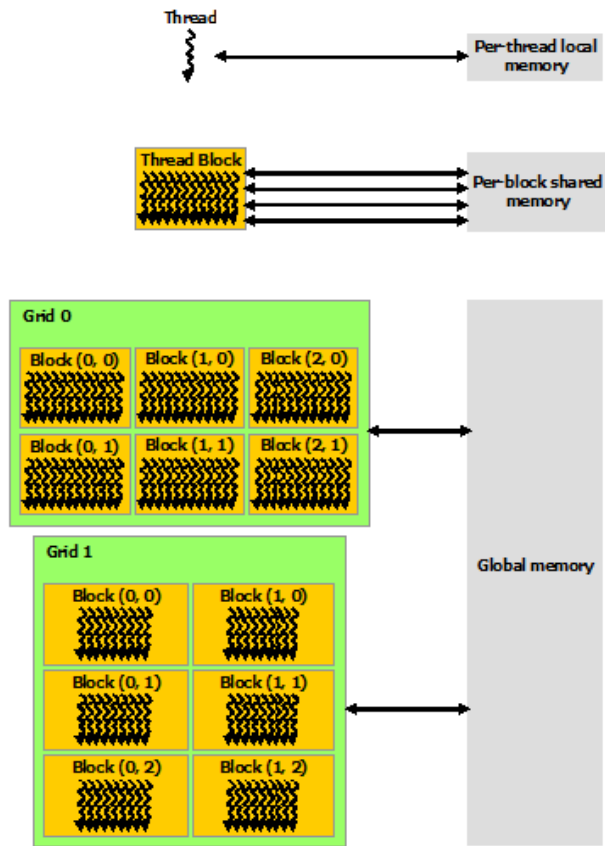 Thread
Per-thread local
memory
Thread Block
Per-block shared
memory
Grid 0
Block (0, 0) Block (1, 0) Block (2, 0)
Block (0, 1) Block (1, 1) Block (2, 1)
Grid 1
Block (0, 0) Block (1, 0)
Block (0, 1) Block (1, 1)
Block (0, 2) Block (1, 2)
Global memory